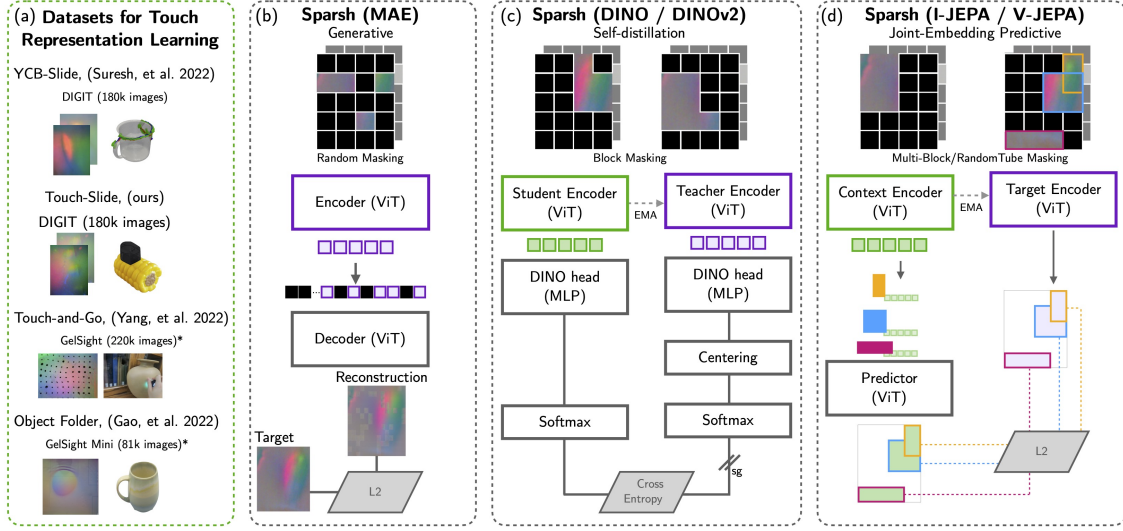 (a) Datasets for Touch
Representation Learning
YCB-Slide, (Suresh, et al. 2022)
DIGIT (180k images)
Touch-Slide, (ours)
DIGIT (180k images)
Touch-and-Go, (Yang, et al. 2022)
GelSight (220k images)*
Object Folder, (Gao, et al. 2022)
GelSight Mini (81k images)*
(b) Sparsh (MAE)
Generative
Random Masking
Encoder (ViT)
Decoder (ViT)
Reconstruction
Target
L2
(c) Sparsh (DINO / DINOv2)
Self-distillation
Block Masking
Student Encoder
(ViT)
EMA
Teacher Encoder
(ViT)
DINO head
(MLP)
DINO head
(MLP)
Centering
Softmax
Softmax
sg
Cross
Entropy
(d) Sparsh (I-JEPA / V-JEPA)
Joint-Embedding Predictive
Multi-Block/RandomTube Masking
Context Encoder
(ViT)
EMA
Target Encoder
(ViT)
Predictor
(ViT)
L2